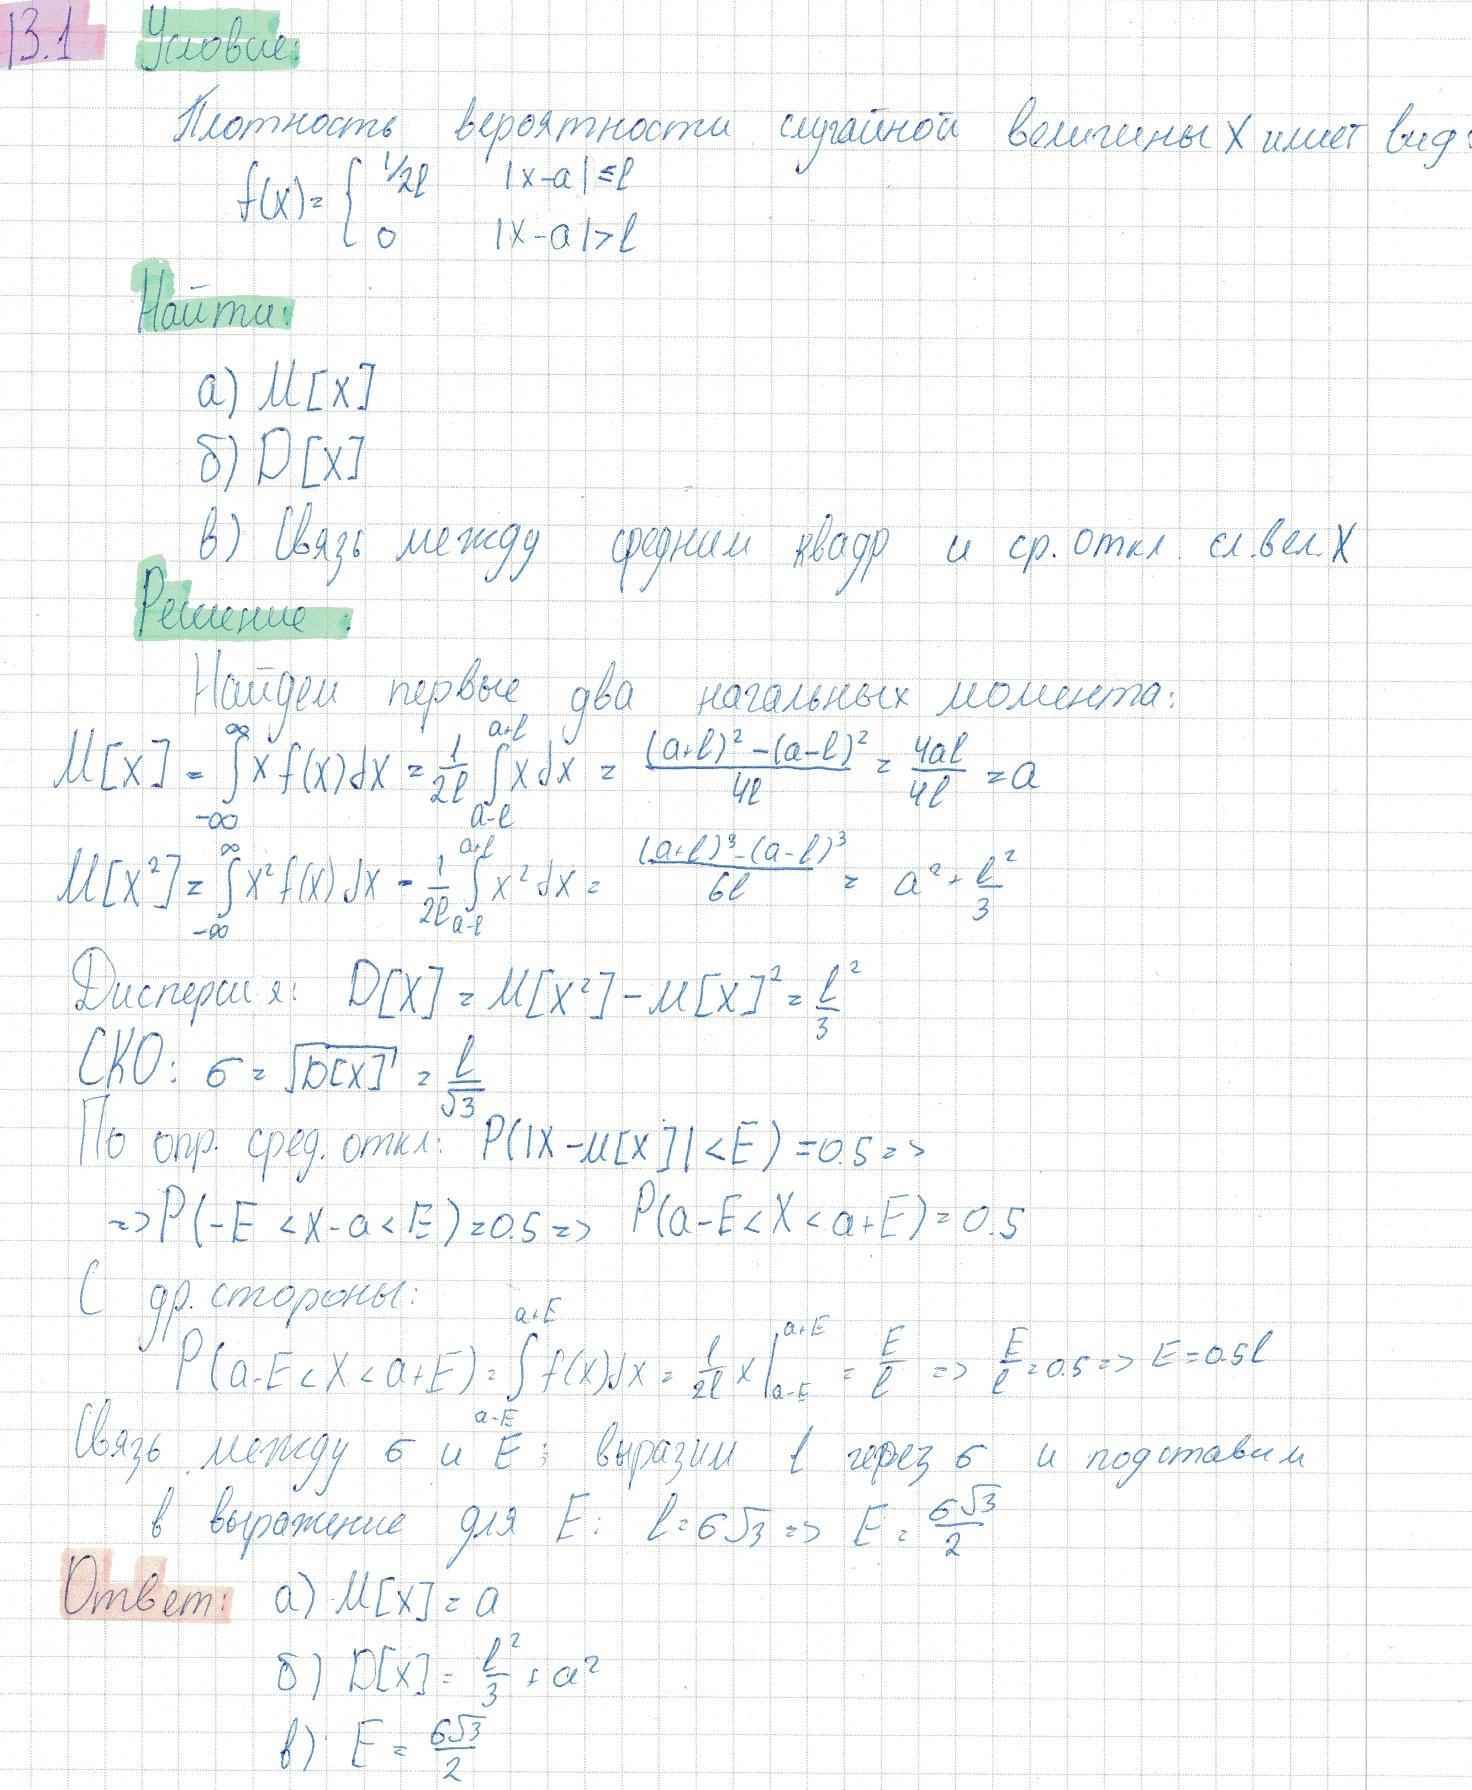 13.1 Условие:
Плотность вероятности случайной величины X имеет вид:
f(x) = { 1/2l |x-a| ≤ l
0 |x-a| > l
Найти:
а) M[X]
б) D[X]
в) Связь между средним квадр и ср. откл. сл. вел. X
Решение:
Найдем первые два начальных момента:
M[X] = ∫_{-∞}^{∞} x f(x) dx = 1/2l ∫_{a-l}^{a+l} x dx = ((a+l)² - (a-l)²)/4l = 4al/4l = a
M[X²] = ∫_{-∞}^{∞} x² f(x) dx = 1/2l ∫_{a-l}^{a+l} x² dx = ((a+l)³ - (a-l)³)/6l = a² + l²/3
Дисперсия: D[X] = M[X²] - M[X]² = l²/3
СКО: σ = √D[X] = l/√3
По опр. сред. откл: P(|X - M[X]| < E) = 0.5 =>
=> P(-E < X - a < E) = 0.5 => P(a-E < X < a+E) = 0.5
С др. стороны:
P(a-E < X < a+E) = ∫_{a-E}^{a+E} f(x) dx = 1/2l x |_{a-E}^{a+E} = E/l => E/l = 0.5 => E = 0.5l
Связь между σ и E: выразим l через σ и подставим
в выражение для E: l = σ√3 => E = σ√3/2
Ответ: а) M[X] = a
б) D[X] = l²/3 + a²
в) E = σ√3/2